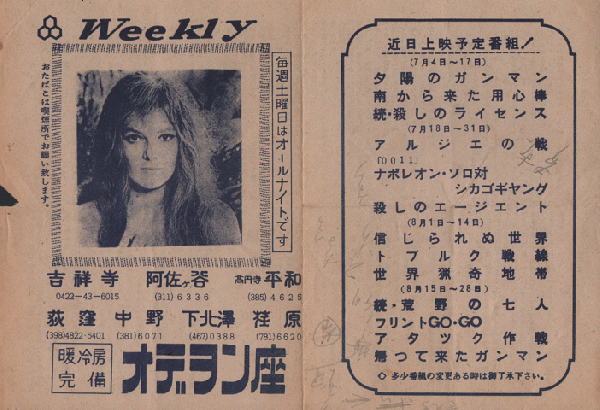 Weekly
毎週土曜日はオールナイトです
おたばこは喫煙所でお願い致します。
吉祥寺 阿佐ヶ谷 高円寺平和
0422-43-6015 (311)6336 (385)4625
荻窪 中野 下北澤 荏原
(398)4822・5401 (381)6071 (467)0388 (781)6620
暖冷房完備
オデヲン座
近日上映予定番組!
(7月4日〜17日)
夕陽のガンマン
南から来た用心棒
続・殺しのライセンス
(7月18日〜31日)
アルジエの戦
ナポレオン・ソロ対
シカゴギヤング
殺しのエージエント
(8月1日〜14日)
信じられぬ世界
トブルク戦線
世界猟奇地帯
(8月15日〜28日)
続・荒野の七人
フリントGO・GO
アタック作戦
帰って来たガンマン
◇多少番組の変更ある時は御了承下さい。